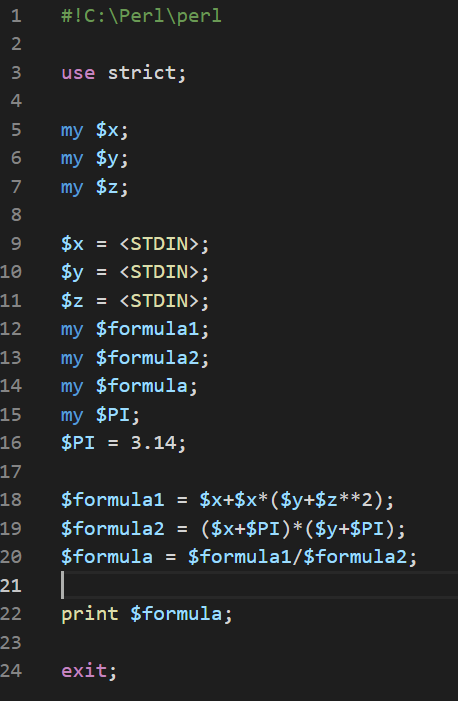 1 #!C:\Perl\perl
2
3 use strict;
4
5 my $x;
6 my $y;
7 my $z;
8
9 $x = <STDIN>;
10 $y = <STDIN>;
11 $z = <STDIN>;
12 my $formula1;
13 my $formula2;
14 my $formula;
15 my $PI;
16 $PI = 3.14;
17
18 $formula1 = $x+$x*($y+$z**2);
19 $formula2 = ($x+$PI)*($y+$PI);
20 $formula = $formula1/$formula2;
21
22 print $formula;
23
24 exit;